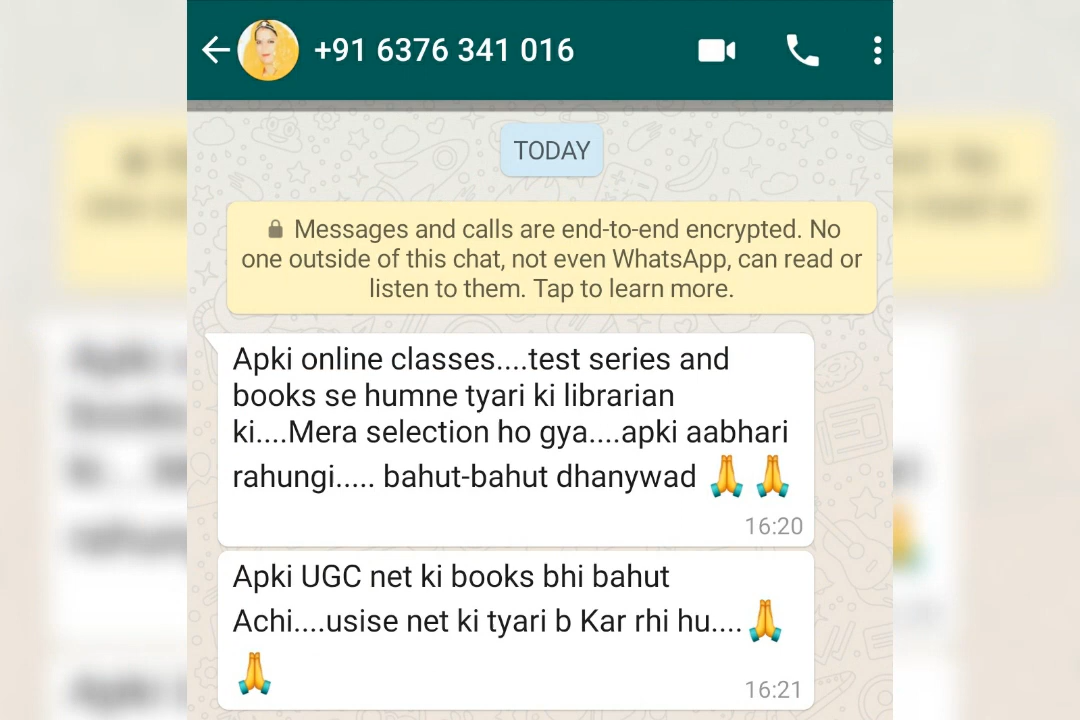 +91 6376 341 016
TODAY
Messages and calls are end-to-end encrypted. No
one outside of this chat, not even WhatsApp, can read or
listen to them. Tap to learn more.
Apki online classes....test series and
books se humne tyari ki librarian
ki....Mera selection ho gya....apki aabhari
rahungi..... bahut-bahut dhanywad 🙏 🙏
16:20
Apki UGC net ki books bhi bahut
Achi....usise net ki tyari b Kar rhi hu....🙏
🙏
16:21